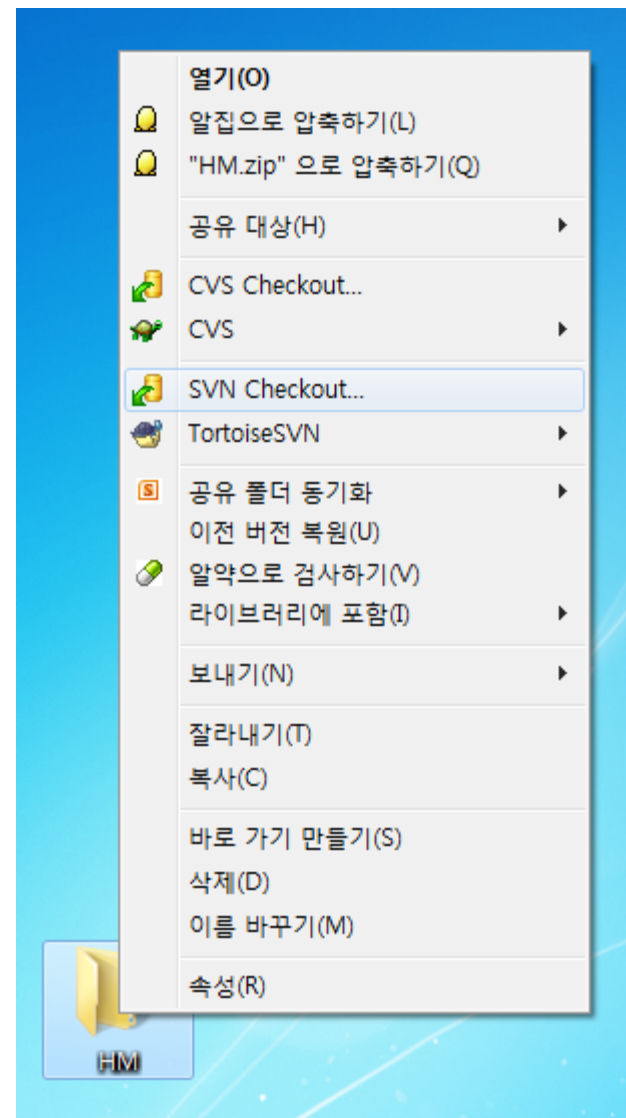 열기(O)
알집으로 압축하기(L)
"HM.zip" 으로 압축하기(Q)
공유 대상(H)
CVS Checkout...
CVS
SVN Checkout...
TortoiseSVN
공유 폴더 동기화
이전 버전 복원(U)
알약으로 검사하기(V)
라이브러리에 포함(I)
보내기(N)
잘라내기(T)
복사(C)
바로 가기 만들기(S)
삭제(D)
이름 바꾸기(M)
속성(R)
HM